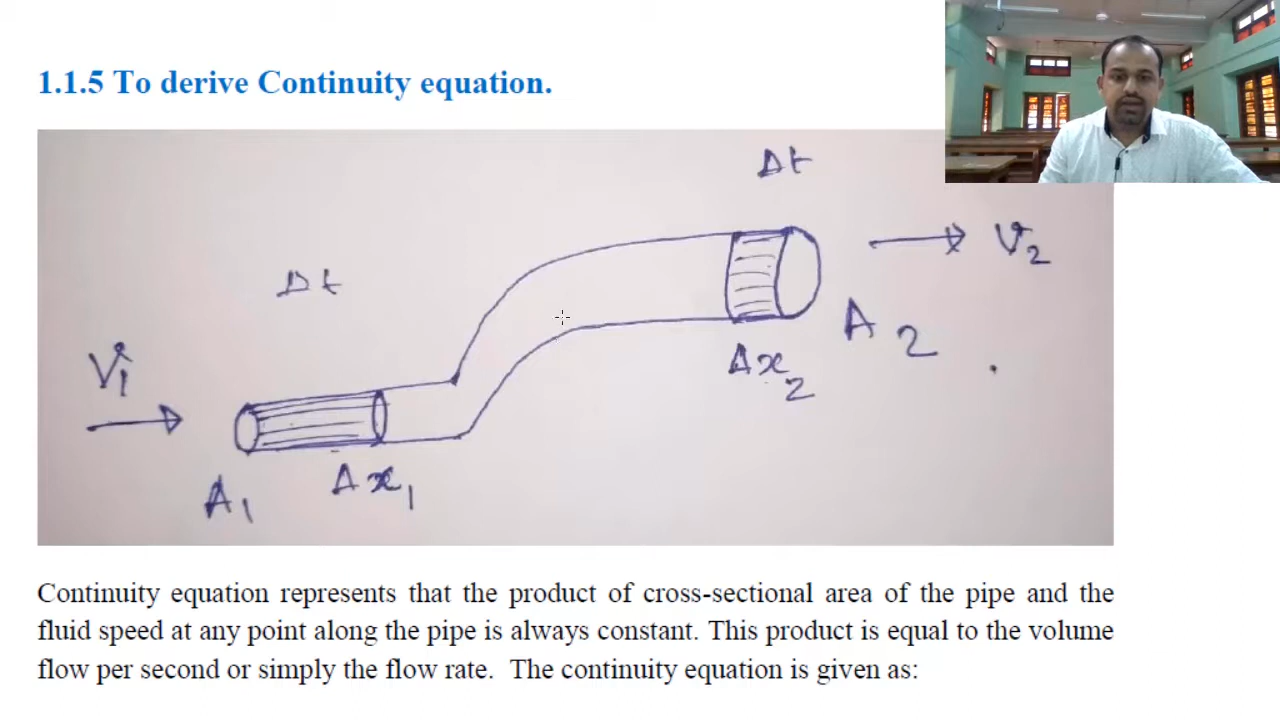 1.1.5 To derive Continuity equation.
Δt
Δt
V₂
V₁
A₂
Δx₂
Δx₁
A₁
Continuity equation represents that the product of cross-sectional area of the pipe and the
fluid speed at any point along the pipe is always constant. This product is equal to the volume
flow per second or simply the flow rate. The continuity equation is given as: